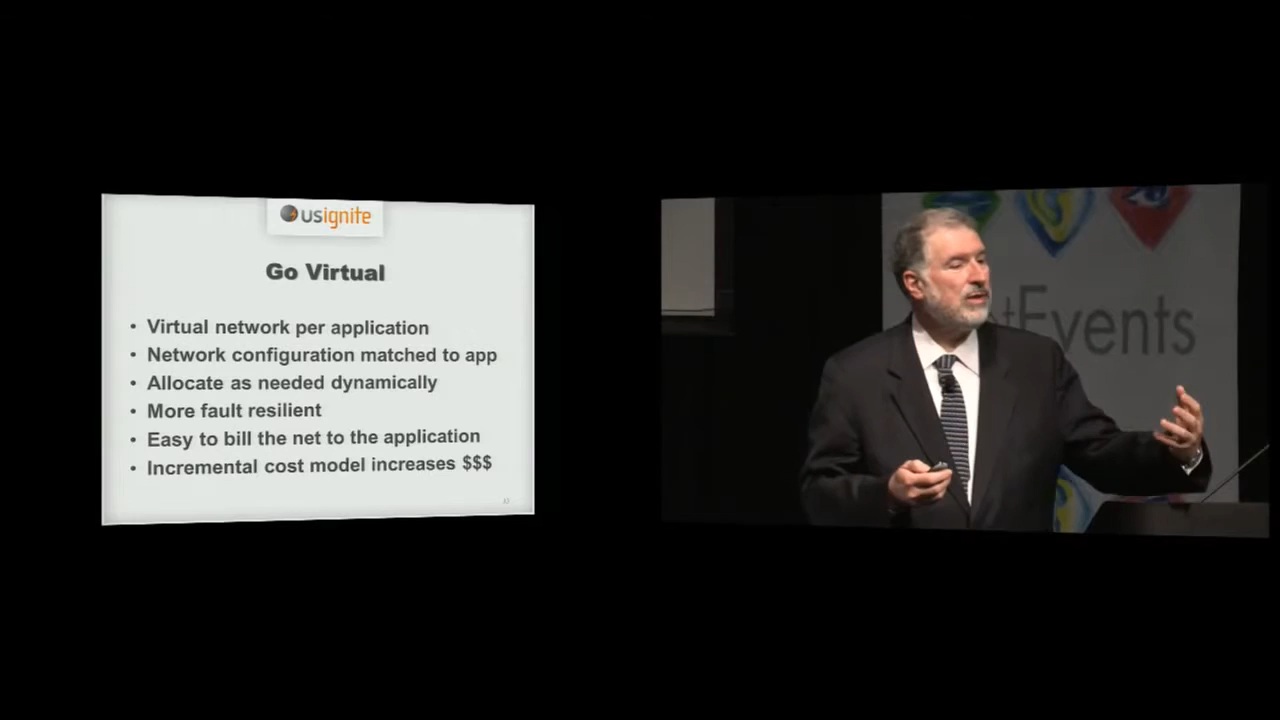 usignite
Go Virtual
• Virtual network per application
• Network configuration matched to app
• Allocate as needed dynamically
• More fault resilient
• Easy to bill the net to the application
• Incremental cost model increases $$$
tEvents